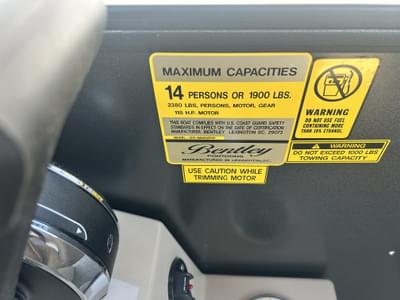 MAXIMUM CAPACITIES
14 PERSONS OR 1900 LBS.
2380 LBS. PERSONS, MOTOR, GEAR
115 H.P. MOTOR
THIS BOAT COMPLIES WITH U.S. COAST GUARD SAFETY
STANDARDS IN EFFECT ON THE DATE OF CERTIFICATION
MANUFACTURER: BENTLEY LEXINGTON SC. 29073
Bentley
PONTOONS
MANUFACTURED IN LEXINGTON, SC.
USE CAUTION WHILE
TRIMMING MOTOR
WARNING
DO NOT USE FUEL
CONTAINING MORE
THAN 10% ETHANOL.
WARNING
DO NOT EXCEED 1000 LBS
TOWING CAPACITY